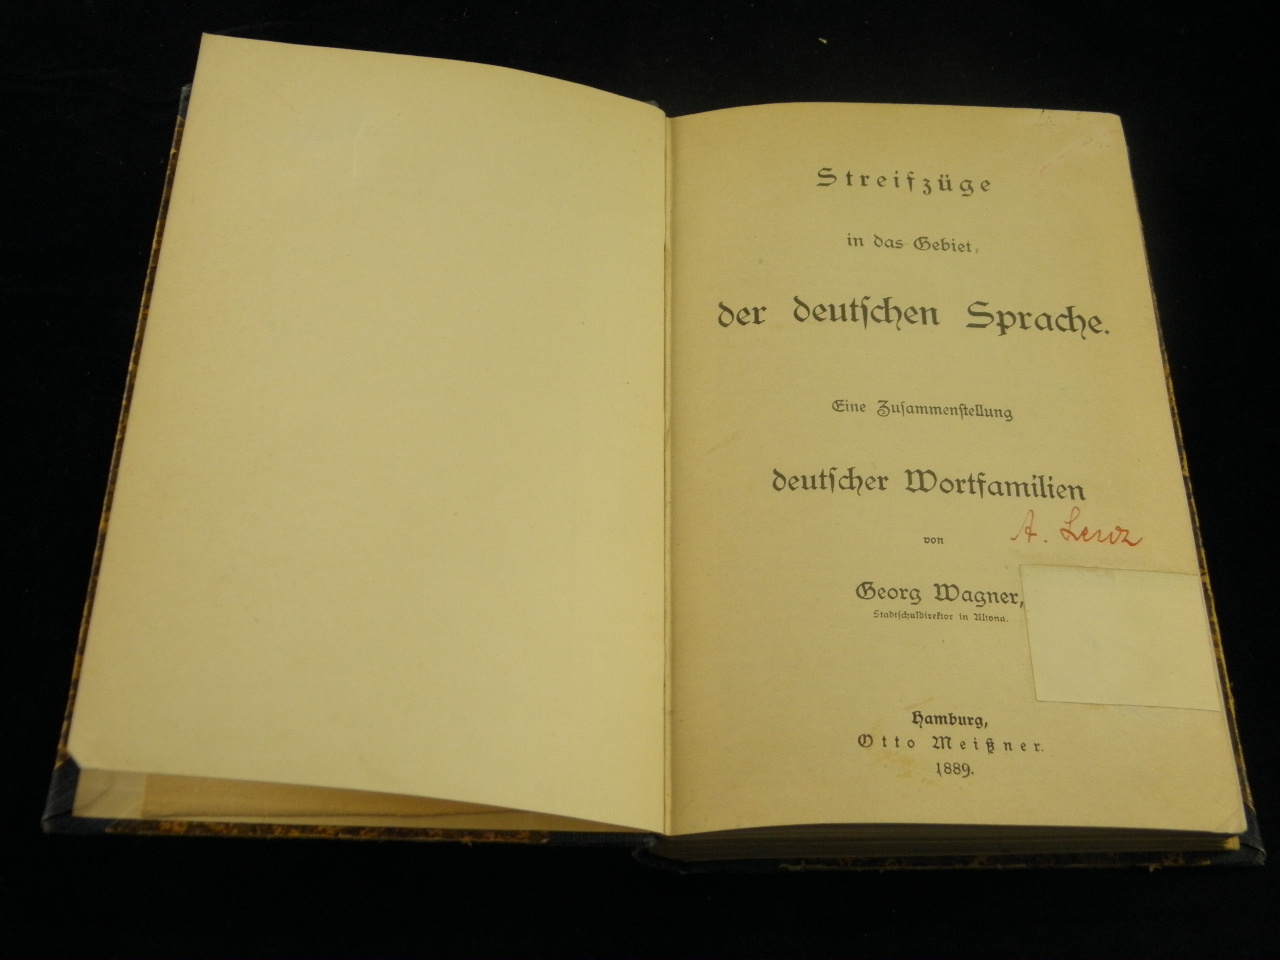 Streifzüge
in das Gebiet
der deutſchen Sprache.
Eine Zuſammenſtellung
deutſcher Wortfamilien
von
A. Lenz
Georg Wagner,
Stadtſchuldirektor in Altona.
Hamburg,
Otto Meißner.
1889.